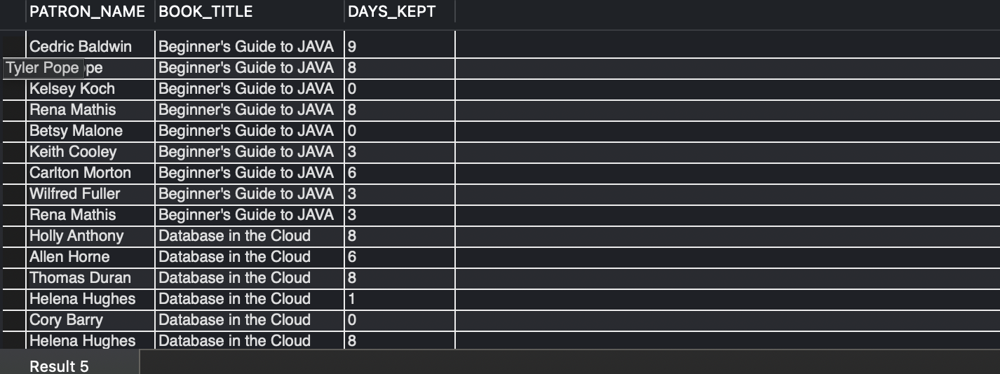 PATRON_NAME BOOK_TITLE DAYS_KEPT
Cedric Baldwin Beginner's Guide to JAVA 9
Tyler Pope pe Beginner's Guide to JAVA 8
Kelsey Koch Beginner's Guide to JAVA 0
Rena Mathis Beginner's Guide to JAVA 8
Betsy Malone Beginner's Guide to JAVA 0
Keith Cooley Beginner's Guide to JAVA 3
Carlton Morton Beginner's Guide to JAVA 6
Wilfred Fuller Beginner's Guide to JAVA 3
Rena Mathis Beginner's Guide to JAVA 3
Holly Anthony Database in the Cloud 8
Allen Horne Database in the Cloud 6
Thomas Duran Database in the Cloud 8
Helena Hughes Database in the Cloud 1
Cory Barry Database in the Cloud 0
Helena Hughes Database in the Cloud 8
Result 5